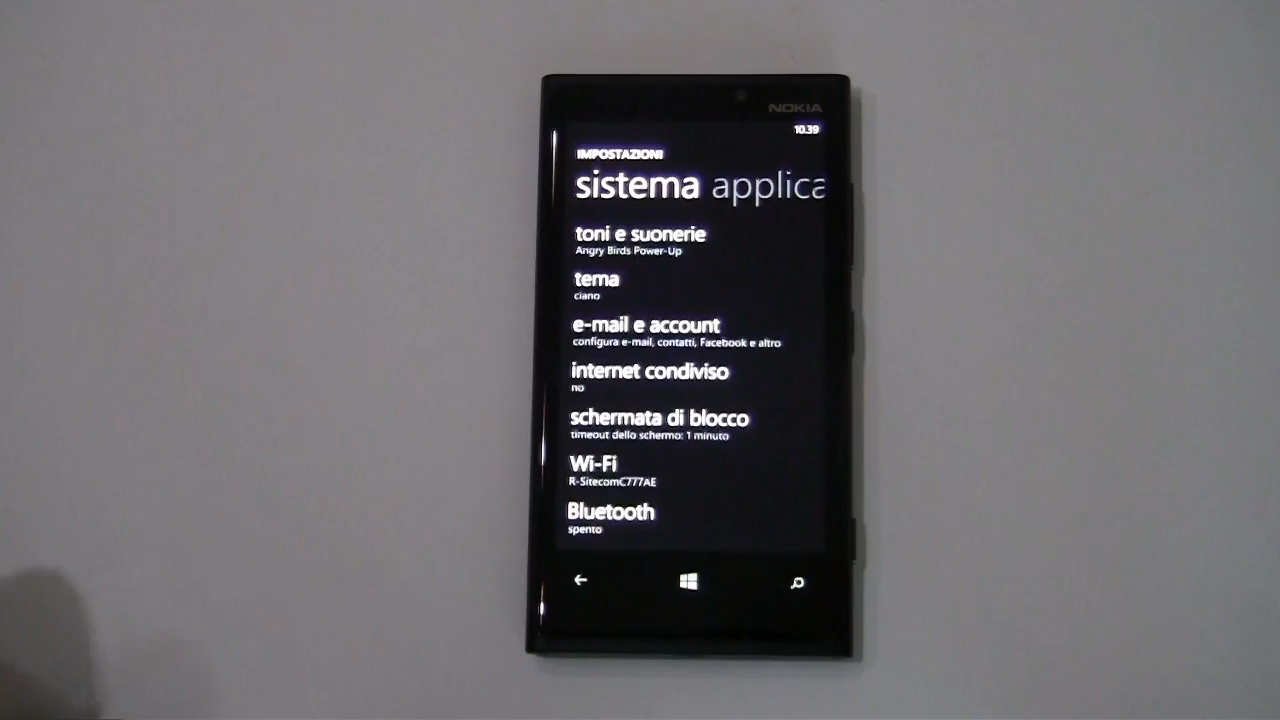 NOKIA
10.39
IMPOSTAZIONI
sistema applica
toni e suonerie
Angry Birds Power-Up
tema
ciano
e-mail e account
configura e-mail, contatti, Facebook e altro
internet condiviso
no
schermata di blocco
timeout dello schermo: 1 minuto
Wi-Fi
R-SitecomC777AE
Bluetooth
spento